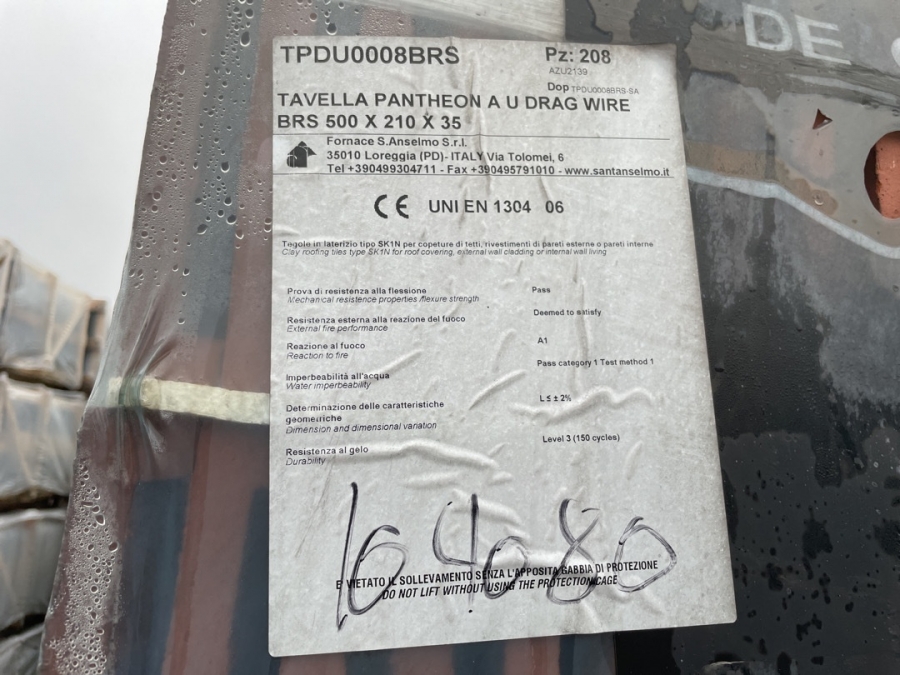 DE
TPDU0008BRS
Pz: 208
AZU2139
Dop TPDU0008BRS-SA
TAVELLA PANTHEON A U DRAG WIRE
BRS 500 X 210 X 35
Fornace S.Anselmo S.r.l.
35010 Loreggia (PD)- ITALY Via Tolomei, 6
Tel +390499304711 - Fax +390495791010 - www.santanselmo.it
CE UNI EN 1304 06
Tegole in laterizio tipo SK1N per copeture di tetti, rivestimenti di pareti esterne o pareti interne
Clay roofing tiles type SK1N for roof covering, external wall cladding or internal wall living
Prova di resistenza alla flessione
Pass
Mechanical resistence properties /flexure strength
Resistenza esterna alla reazione del fuoco
Deemed to satisfy
External fire performance
Reazione al fuoco
A1
Reaction to fire
Imperbeabilità all'acqua
Pass category 1 Test method 1
Water imperbeability
Determinazione delle caratteristiche
L ≤ ± 2%
geometriche
Dimension and dimensional variation
Resistenza al gelo
Level 3 (150 cycles)
Durability
164080
E VIETATO IL SOLLEVAMENTO SENZA L'APPOSITA GABBIA DI PROTEZIONE
DO NOT LIFT WITHOUT USING THE PROTECTION CAGE